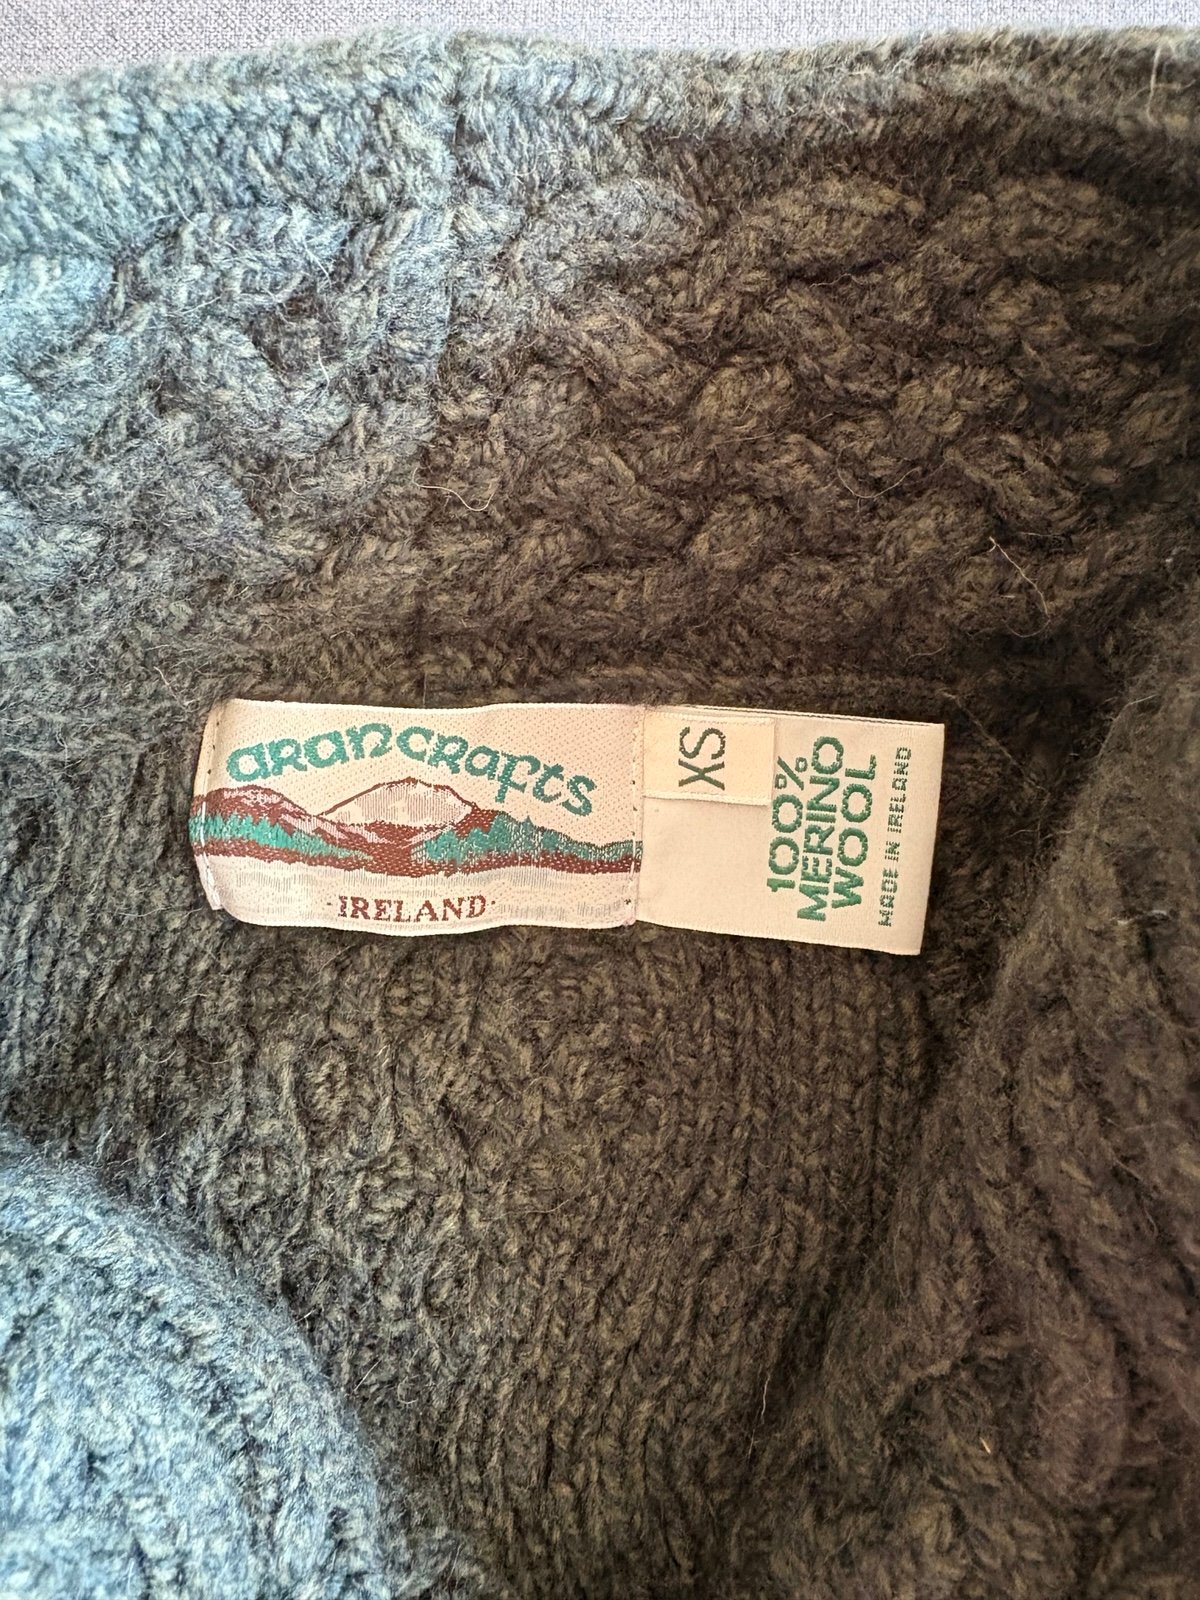 aRanCRafts
·IRELAND·
XS
100%
MERINO
WOOL
MADE IN IRELAND